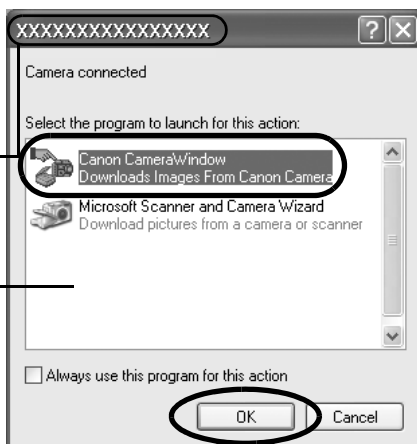 XXXXXXXXXXXXXXXX
Camera connected
Select the program to launch for this action:
Canon CameraWindow
Downloads Images From Canon Camera
Microsoft Scanner and Camera Wizard
Download pictures from a camera or scanner
Always use this program for this action
OK
Cancel